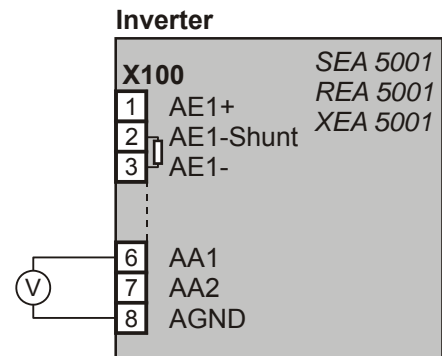 Inverter
X100
SEA 5001
REA 5001
XEA 5001
1 AE1+
2 AE1-Shunt
3 AE1-
6 AA1
7 AA2
8 AGND
V